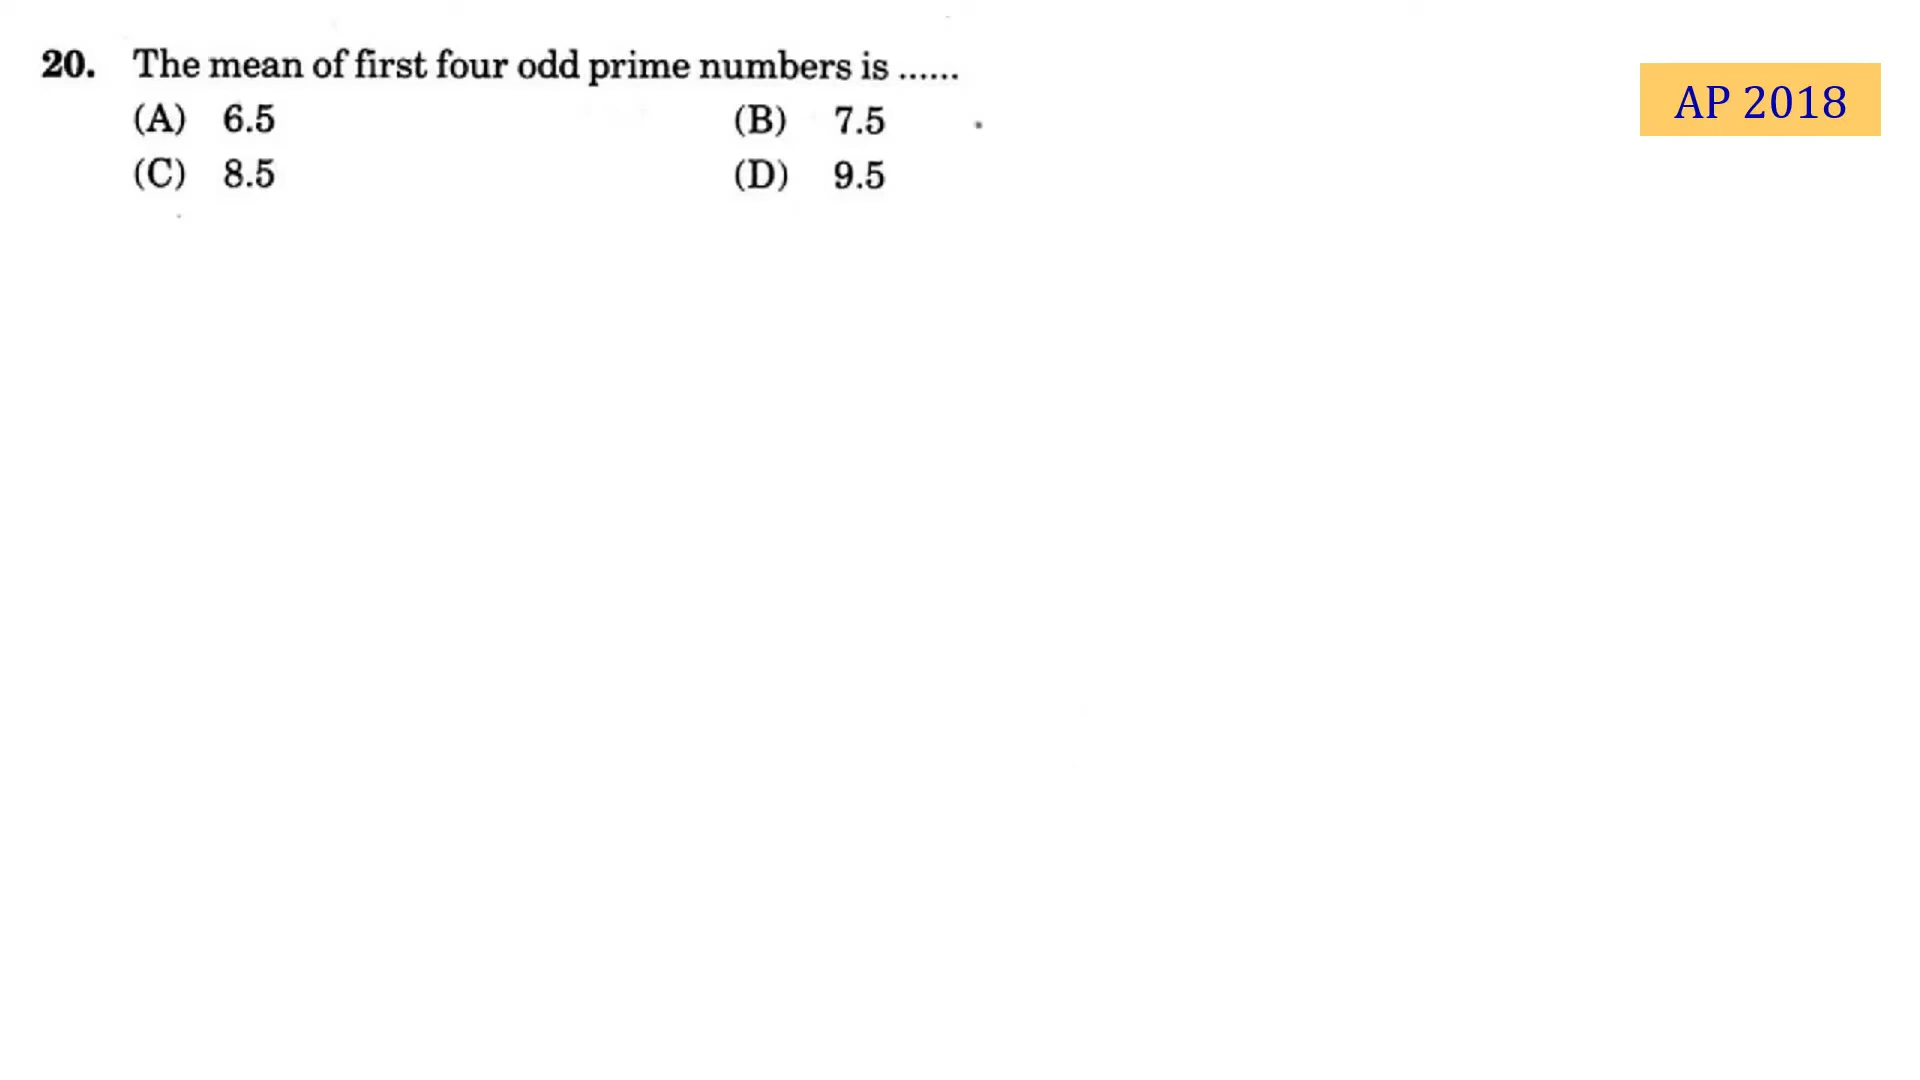 20. The mean of first four odd prime numbers is ......
(A) 6.5 (B) 7.5
(C) 8.5 (D) 9.5
AP 2018